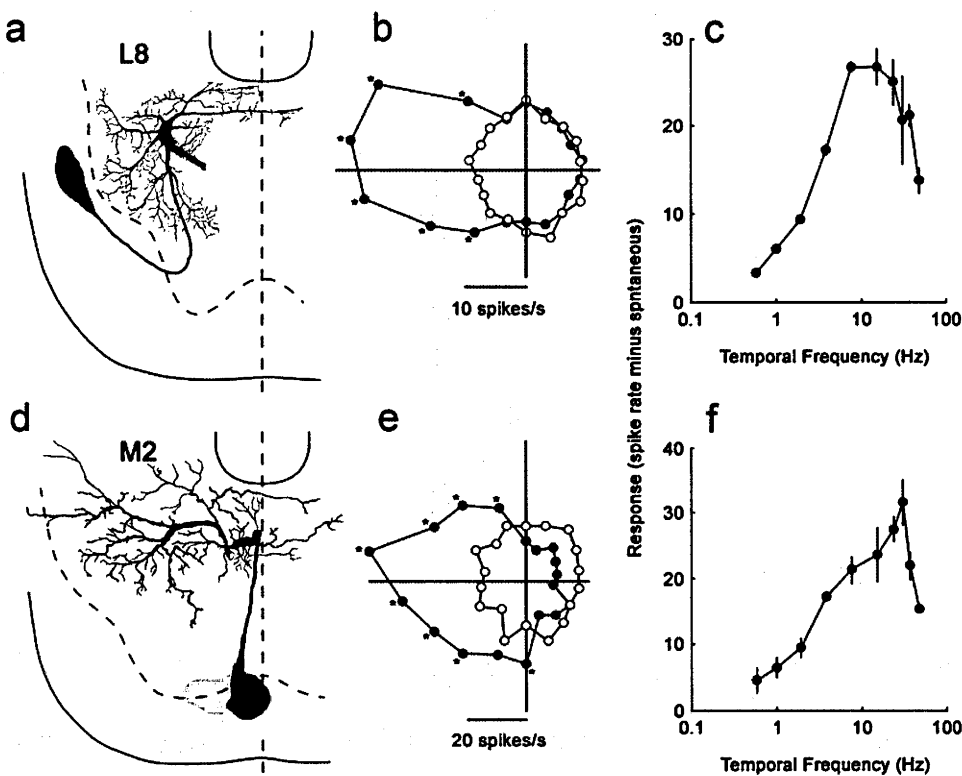 a
L8
b
*
*
*
*
*
*
10 spikes/s
c
30
20
10
0
0.1
1
10
100
Temporal Frequency (Hz)
Response (spike rate minus spntaneous)
d
M2
e
*
*
*
*
*
*
*
*
20 spikes/s
f
40
30
20
10
0
0.1
1
10
100
Temporal Frequency (Hz)